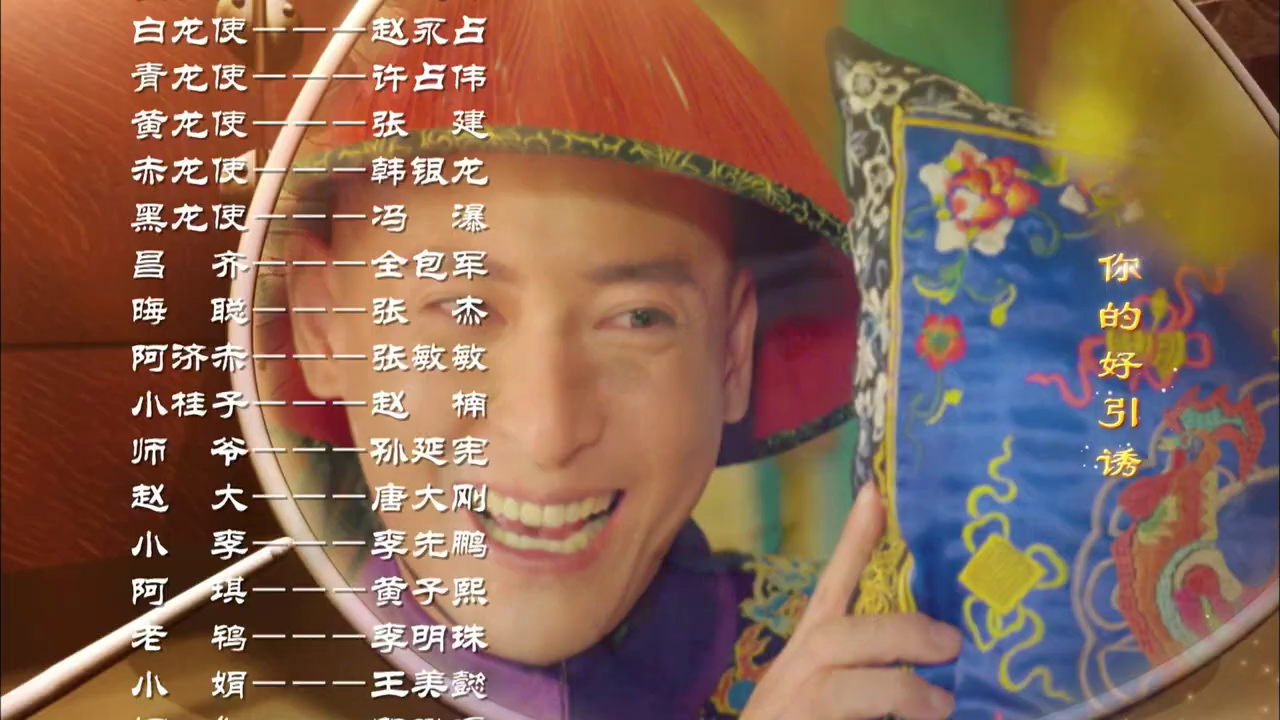 白龙使———赵永占
青龙使———许占伟
黄龙使———张 建
赤龙使———韩银龙
黑龙使———冯 瀑
昌 齐———全包军
晦 聪———张 杰
阿济赤———张敏敏
小桂子———赵 楠
师 爷———孙延宪
赵 大———唐大刚
小 李———李先鹏
阿 琪———黄子熙
老 鸨———李明珠
小 娟———王美懿
你的好引诱